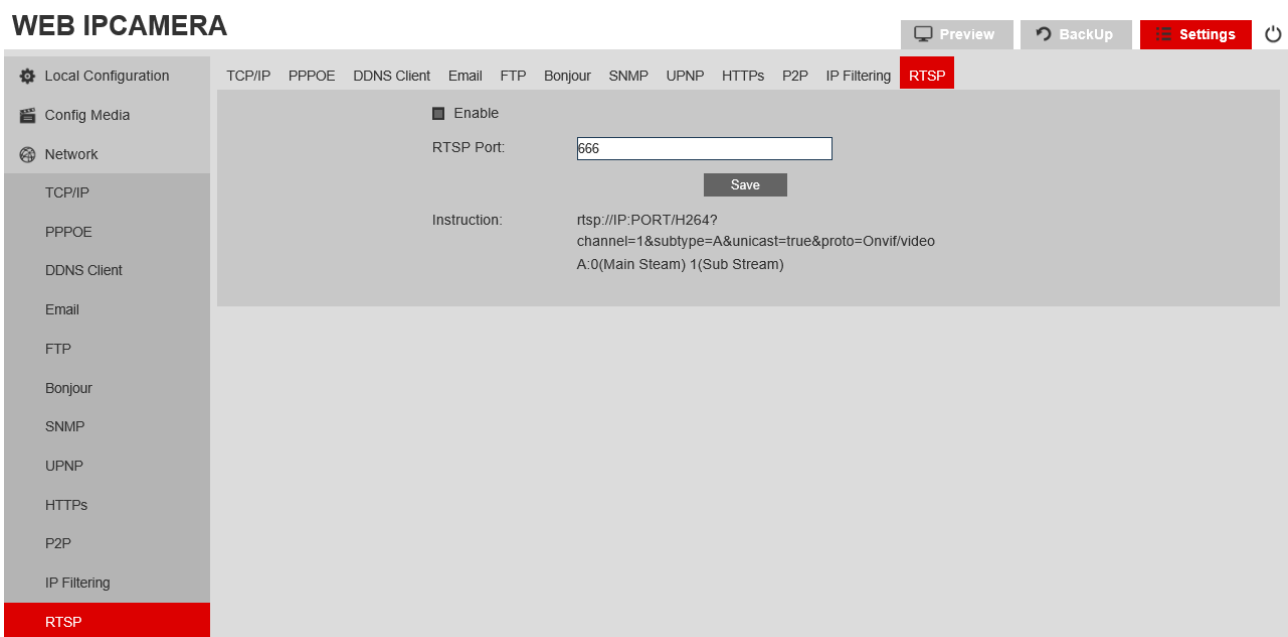 WEB IPCAMERA
Preview
BackUp
Settings
Local Configuration
Config Media
Network
TCP/IP
PPPOE
DDNS Client
Email
FTP
Bonjour
SNMP
UPNP
HTTPs
P2P
IP Filtering
RTSP
TCP/IP PPPOE DDNS Client Email FTP Bonjour SNMP UPNP HTTPs P2P IP Filtering RTSP
Enable
RTSP Port: 666
Save
Instruction: rtsp://IP:PORT/H264?
channel=1&subtype=A&unicast=true&proto=Onvif/video
A:0(Main Steam) 1(Sub Stream)